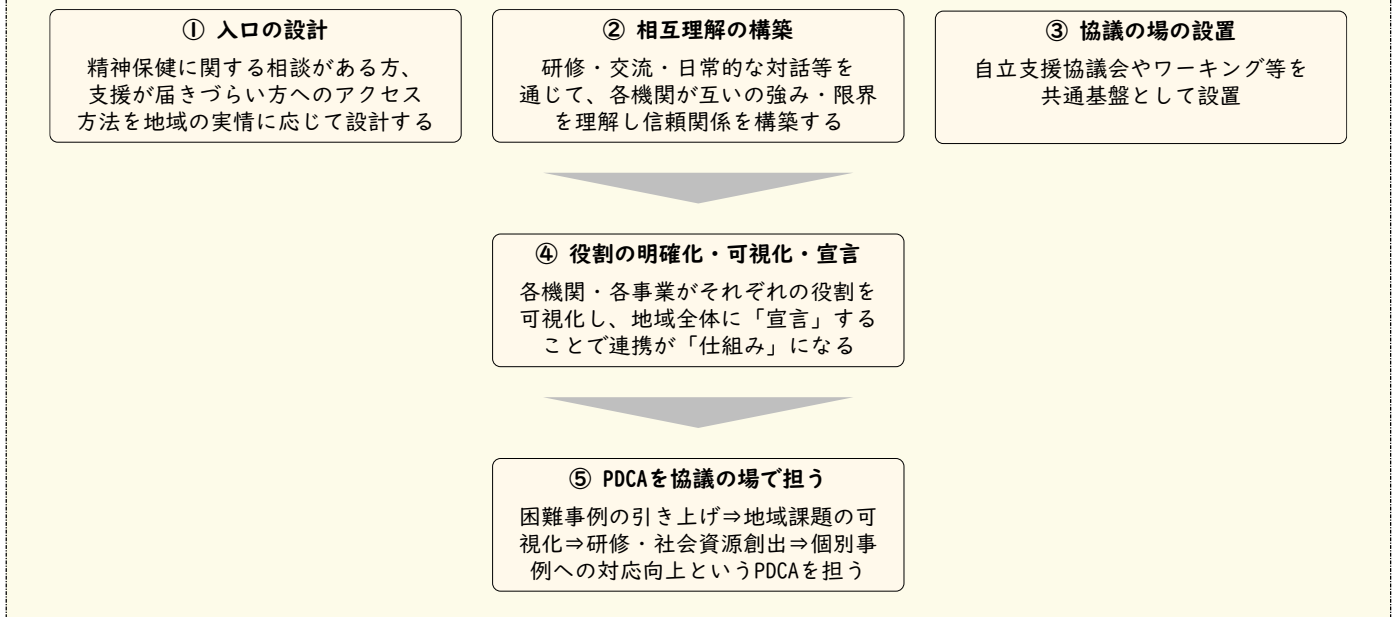 ① 入口の設計
精神保健に関する相談がある方、
支援が届きづらい方へのアクセス
方法を地域の実情に応じて設計する
② 相互理解の構築
研修・交流・日常的な対話等を
通じて、各機関が互いの強み・限界
を理解し信頼関係を構築する
③ 協議の場の設置
自立支援協議会やワーキング等を
共通基盤として設置
④ 役割の明確化・可視化・宣言
各機関・各事業がそれぞれの役割を
可視化し、地域全体に「宣言」する
ことで連携が「仕組み」になる
⑤ PDCAを協議の場で担う
困難事例の引き上げ⇒地域課題の可
視化⇒研修・社会資源創出⇒個別事
例への対応向上というPDCAを担う